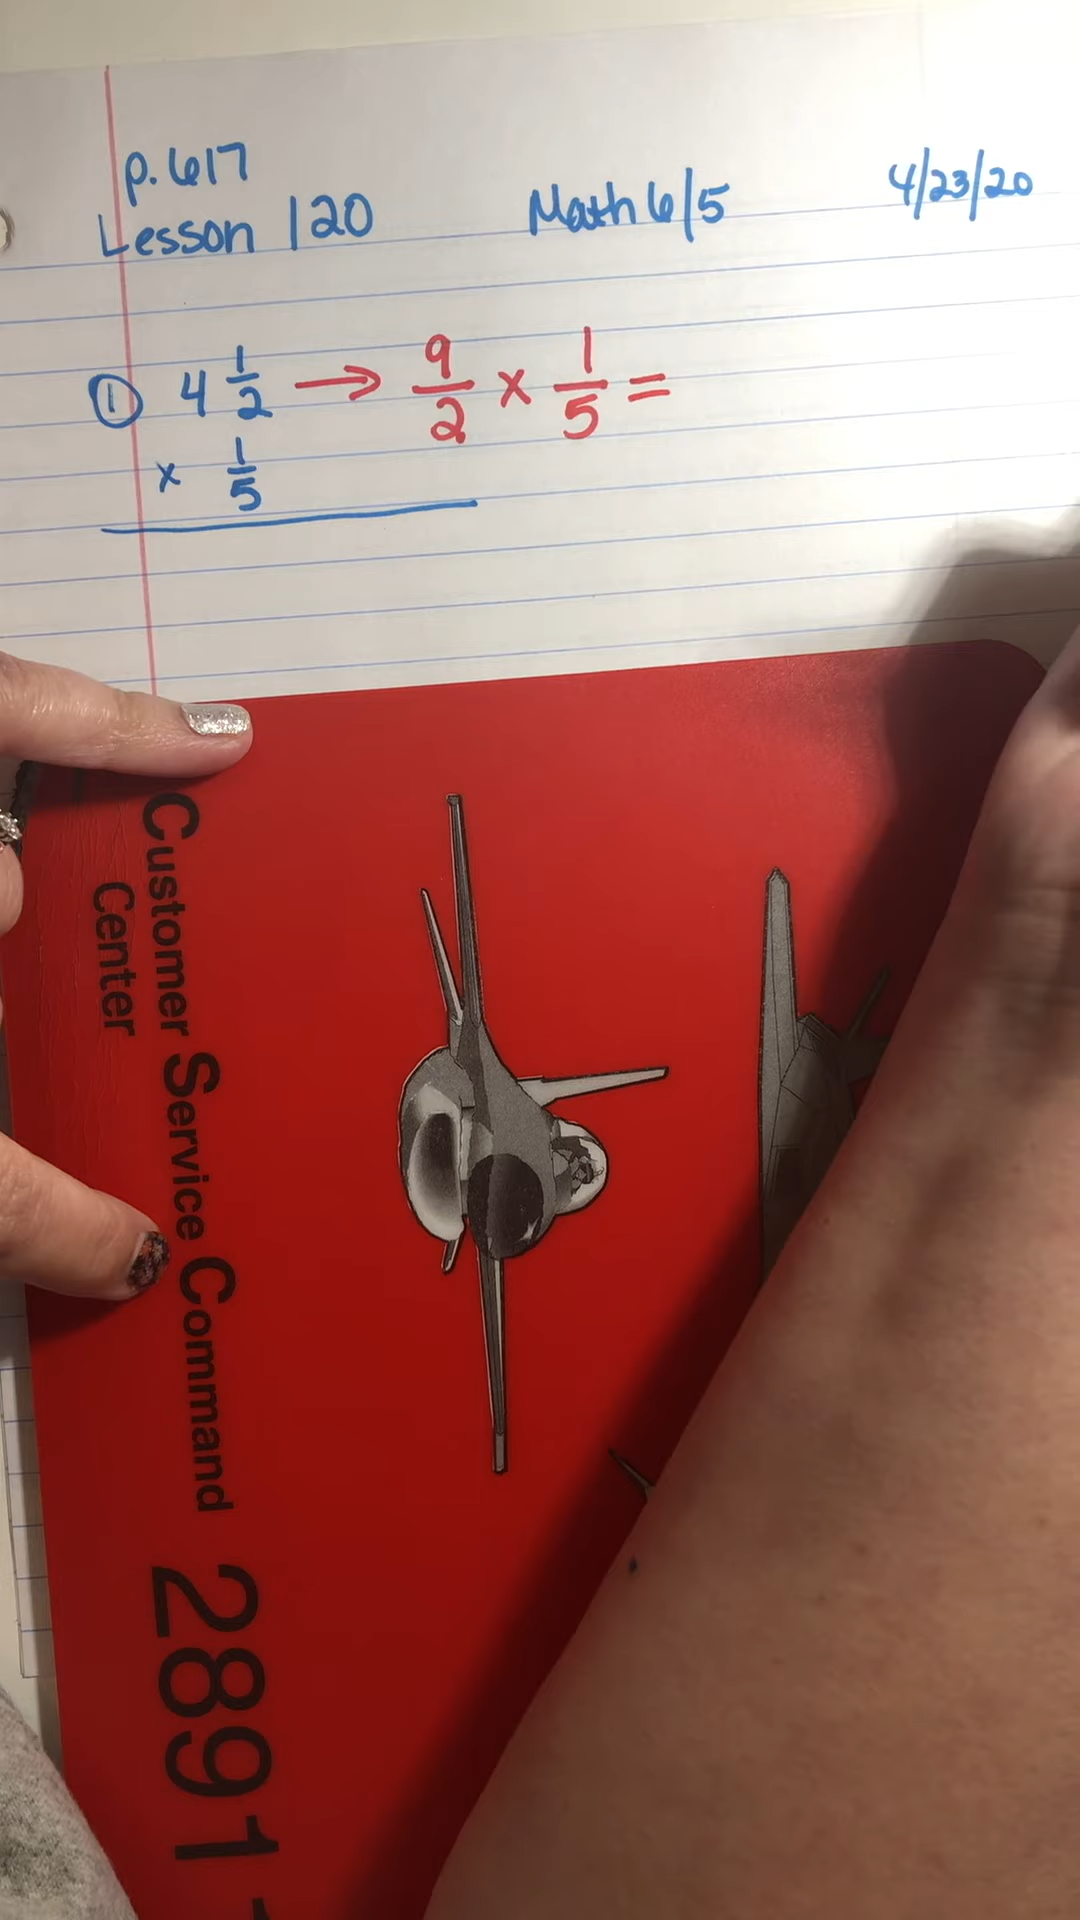 p. 617
Lesson 120 Math 6/5 4/23/20
① 4 1/2 → 9/2 x 1/5 =
x 1/5
Customer Service Command
Center
2891